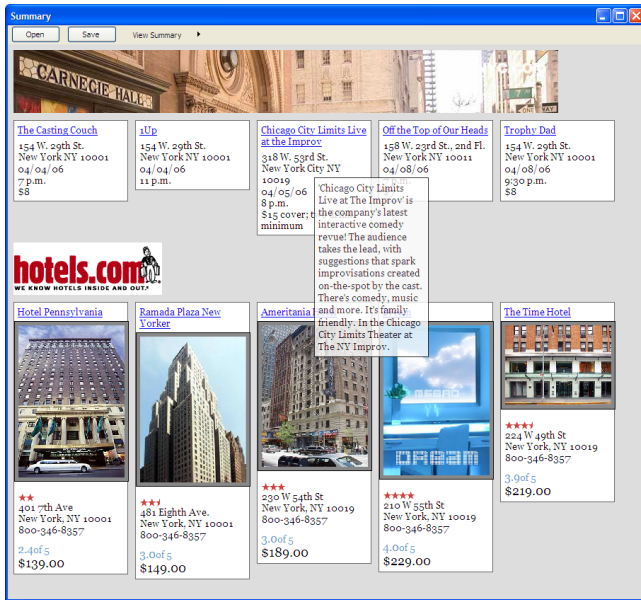 Summary
Open
Save
View Summary
CARNEGIE HALL
ONE WAY
The Casting Couch
154 W. 29th St.
New York NY 10001
04/04/06
7 p.m.
$8
1Up
154 W. 29th St.
New York NY 10001
04/04/06
11 p.m.
Chicago City Limits Live
at the Improv
318 W. 53rd St.
New York City NY
10019
04/05/06
8 p.m.
$15 cover;
minimum
Off the Top of Our Heads
158 W. 23rd St., 2nd Fl.
New York NY 10011
04/08/06
Trophy Dad
154 W. 29th St.
New York NY 10001
04/08/06
9:30 p.m.
$8
'Chicago City Limits
Live at The Improv' is
the company's latest
interactive comedy
revue! The audience
takes the lead, with
suggestions that spark
improvisations created
on-the-spot by the cast.
There's comedy, music
and more. It's family
friendly. In the Chicago
City Limits Theater at
The NY Improv.
hotels.com
WE KNOW HOTELS INSIDE AND OUT.
Hotel Pennsylvania
401 7th Ave
New York, NY 10001
800-346-8357
2.4of 5
$139.00
Ramada Plaza New
Yorker
481 Eighth Ave.
New York, NY 10001
800-346-8357
3.0of 5
$149.00
Ameritania
230 W 54th St
New York, NY 10019
800-346-8357
3.0of 5
$189.00
DREAM
210 W 55th St
New York, NY 10019
800-346-8357
4.0of 5
$229.00
The Time Hotel
224 W 49th St
New York, NY 10019
800-346-8357
3.9of 5
$219.00